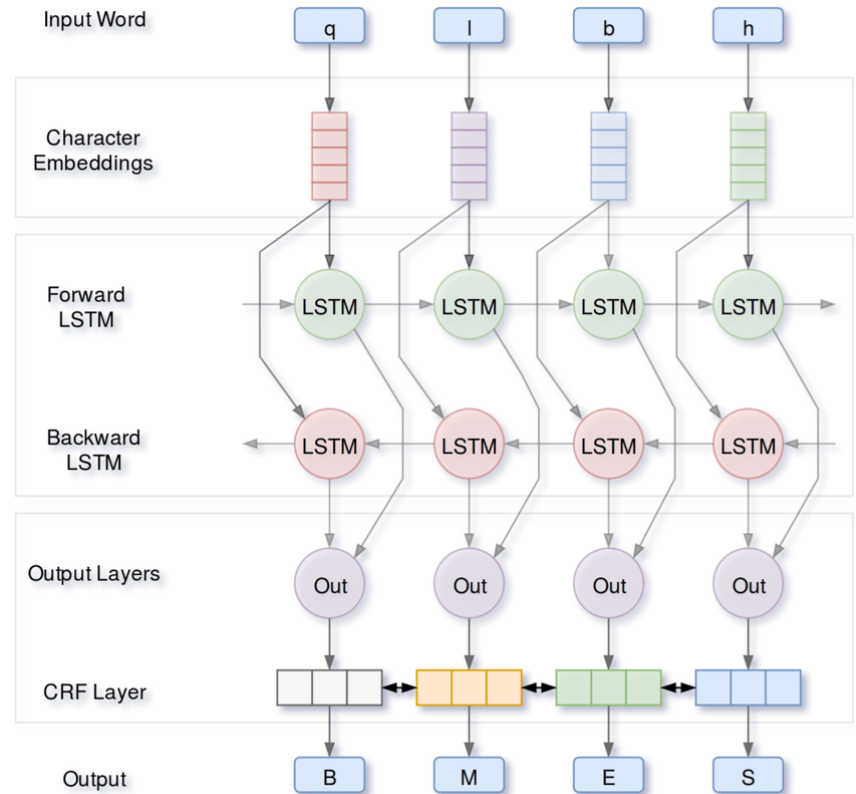 Input Word
q l b h
Character
Embeddings
Forward
LSTM
LSTM LSTM LSTM LSTM
Backward
LSTM
LSTM LSTM LSTM LSTM
Output Layers
Out Out Out Out
CRF Layer
Output
B M E S